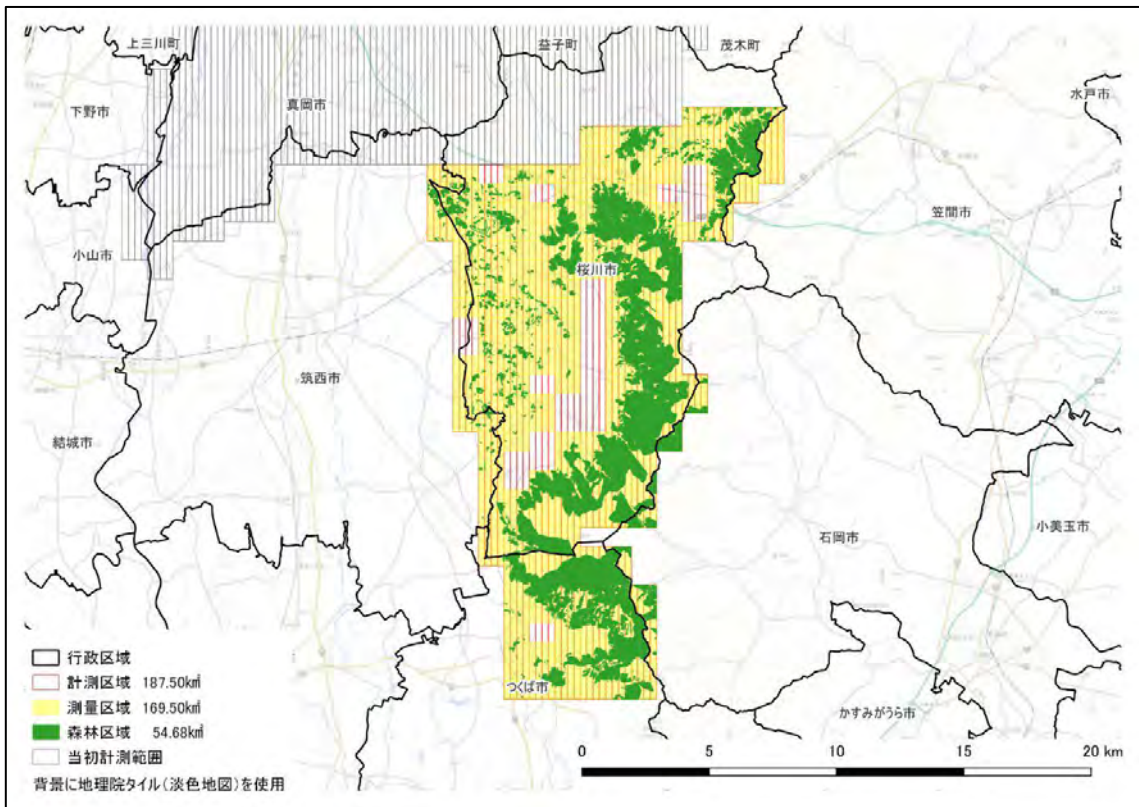 上三川町
益子町
茂木町
下野市
真岡市
水戸市
笠間市
小山市
桜川市
筑西市
結城市
石岡市
小美玉市
つくば市
かすみがうら市
行政区域
計測区域 187.50k㎡
測量区域 169.50k㎡
森林区域 54.68k㎡
当初計測範囲
背景に地理院タイル(淡色地図)を使用
0 5 10 15 20 km